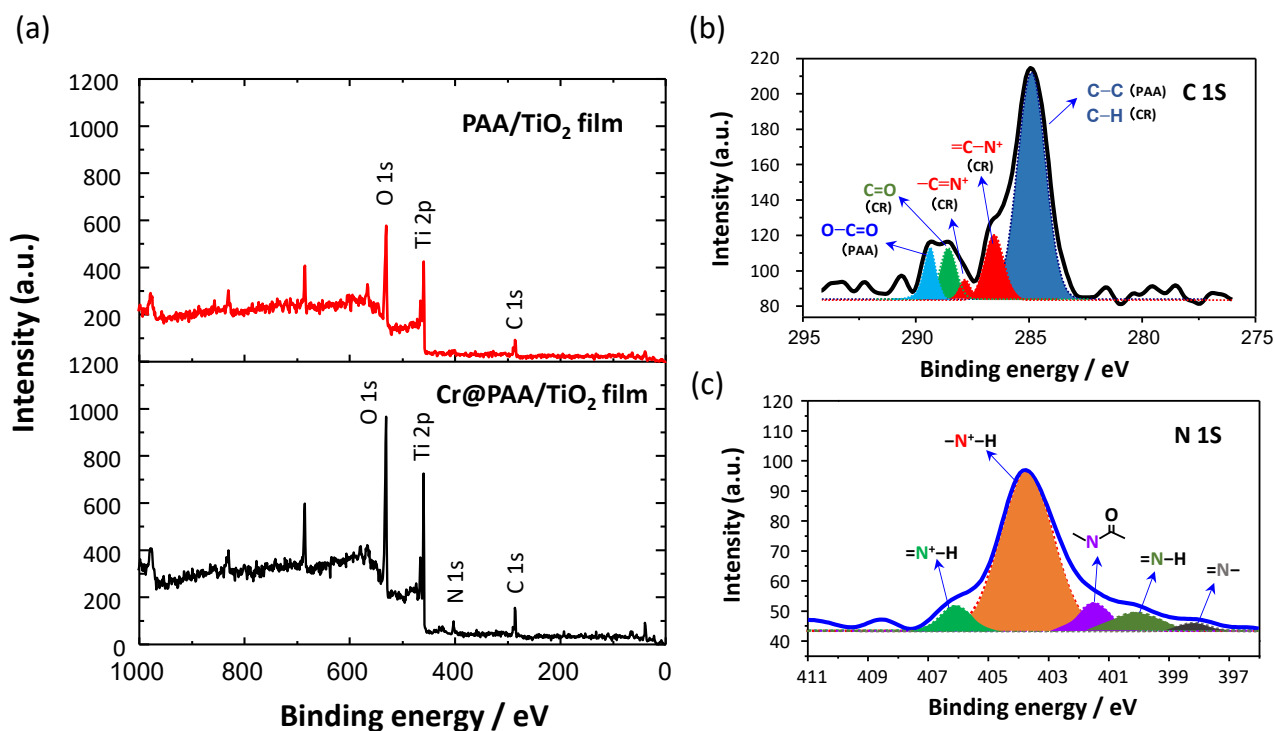 (a)
1200
1000
800
600
400
200
1200
1000
800
600
400
200
0
PAA/TiO₂ film
O 1s
Ti 2p
C 1s
Cr@PAA/TiO₂ film
O 1s
Ti 2p
N 1s
C 1s
1000 800 600 400 200 0
Intensity (a.u.)
Binding energy / eV
(b)
220
200
180
160
140
120
100
80
C 1S
C−C (PAA)
C−H (CR)
=C−N⁺
(CR)
−C=N⁺
(CR)
C=O
(CR)
O−C=O
(PAA)
295 290 285 280 275
Intensity (a.u.)
Binding energy / eV
(c)
120
110
100
90
80
70
60
50
40
N 1S
−N⁺−H
=N⁺−H
O
N
=N−H
=N−
411 409 407 405 403 401 399 397
Intensity (a.u.)
Binding energy / eV